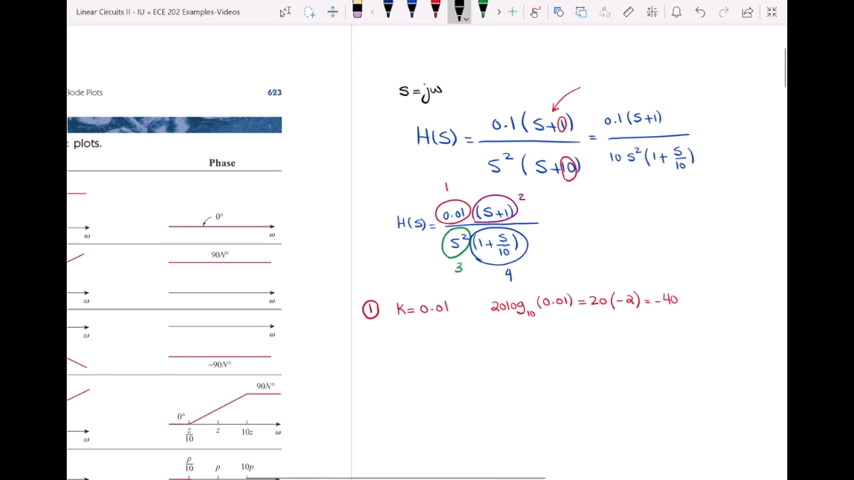 Linear Circuits II - IU » ECE 202 Examples-Videos
Bode Plots 623
plots.
Phase
0°
ω
90N°
ω
ω
−90N°
ω
90N°
0°
z/10 z 10z ω
p/10 p 10p
ω
ω
ω
ω
S = jω
H(S) = 0.1 (S+1) / S² (S+10) = 0.1 (S+1) / 10 S² (1 + S/10)
1 2
H(S) = 0.01 (S+1) / S² (1 + S/10)
3 4
① K = 0.01 20log₁₀ (0.01) = 20 (-2) = -40